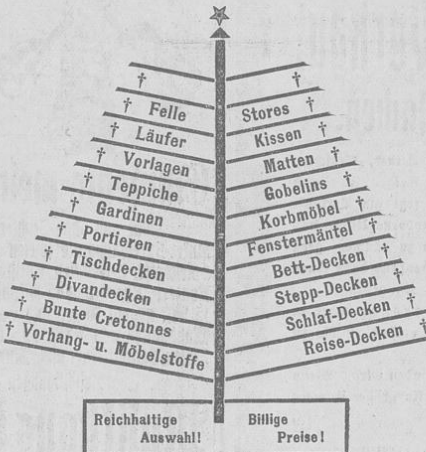 † †
† Felle
† Läufer
† Vorlagen
† Teppiche
† Gardinen
† Portieren
† Tischdecken
† Divandecken
† Bunte Cretonnes
† Vorhang- u. Möbelstoffe
Stores †
Kissen †
Matten †
Gobelins †
Korbmöbel †
Fenstermäntel †
Bett-Decken †
Stepp-Decken †
Schlaf-Decken †
Reise-Decken †
Reichhaltige
Auswahl!
Billige
Preise!